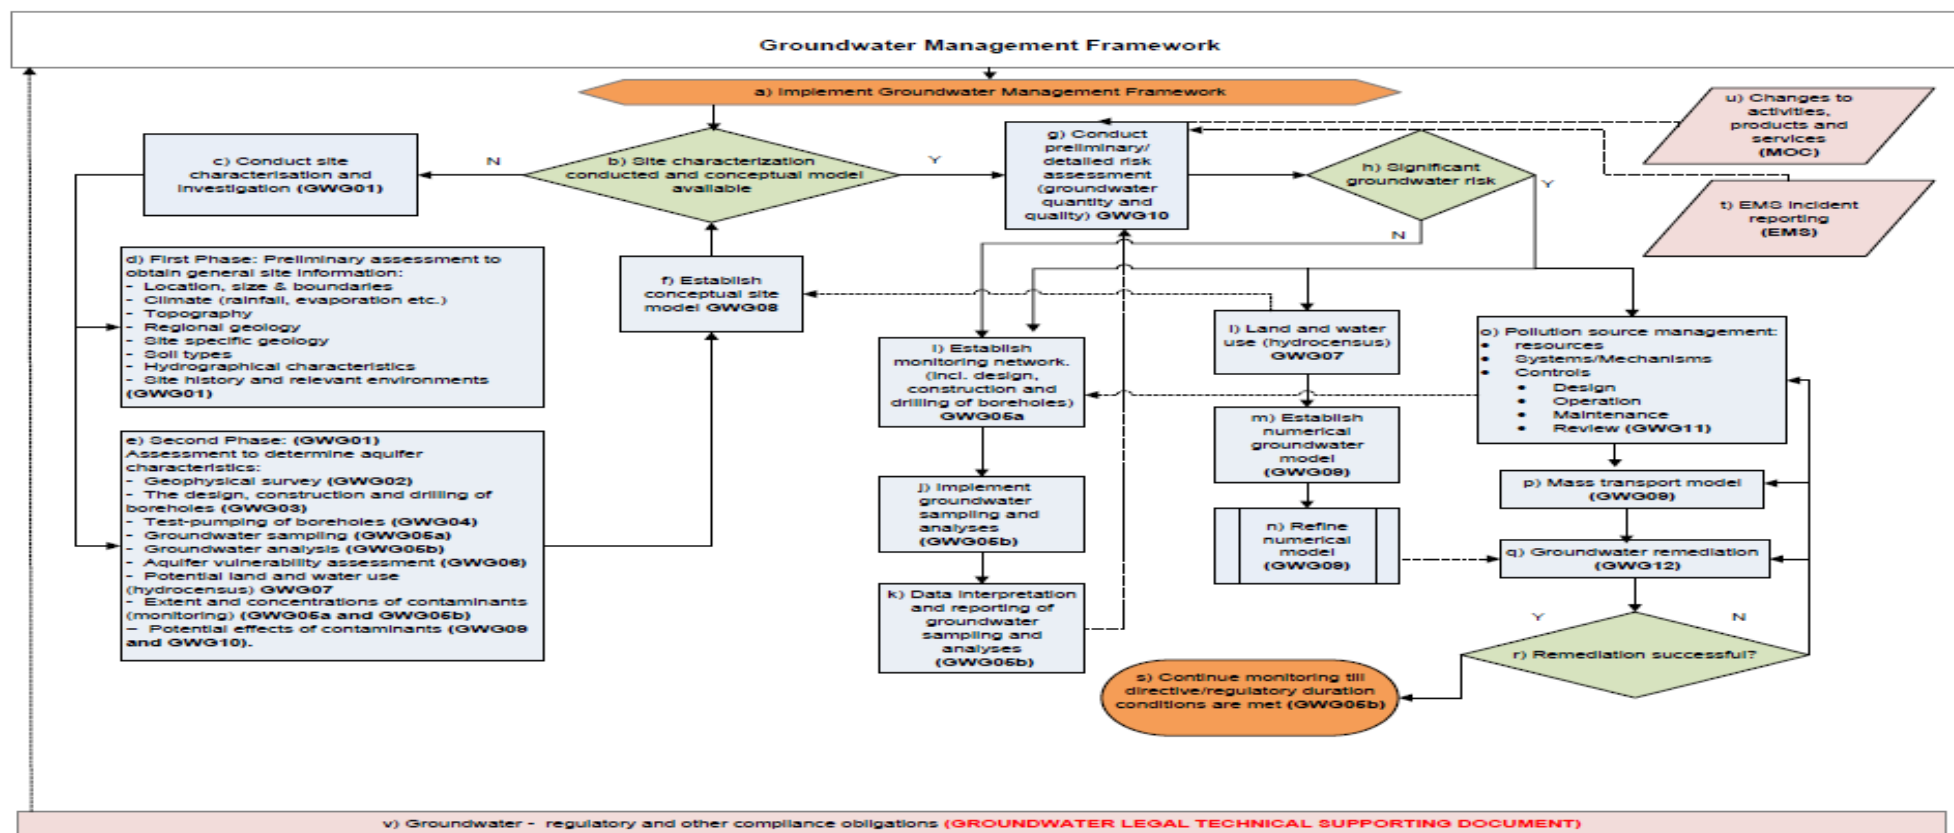 Groundwater Management Framework
a) Implement Groundwater Management Framework
u) Changes to
activities,
products and
services
(MOC)
c) Conduct site
characterisation and
investigation (GWG01)
N
b) Site characterization
conducted and conceptual model
available
Y
g) Conduct
preliminary/
detailed risk
assessment
(groundwater
quantity and
quality) GWG10
h) Significant
groundwater risk
Y
N
t) EMS incident
reporting
(EMS)
d) First Phase: Preliminary assessment to
obtain general site information:
- Location, size & boundaries
- Climate (rainfall, evaporation etc.)
- Topography
- Regional geology
- Site specific geology
- Soil types
- Hydrographical characteristics
- Site history and relevant environments
(GWG01)
f) Establish
conceptual site
model GWG08
i) Establish
monitoring network.
(incl. design,
construction and
drilling of boreholes)
GWG05a
l) Land and water
use (hydrocensus)
GWG07
o) Pollution source management:
• resources
• Systems/Mechanisms
• Controls
• Design
• Operation
• Maintenance
• Review (GWG11)
e) Second Phase: (GWG01)
Assessment to determine aquifer
characteristics:
- Geophysical survey (GWG02)
- The design, construction and drilling of
boreholes (GWG03)
- Test-pumping of boreholes (GWG04)
- Groundwater sampling (GWG05a)
- Groundwater analysis (GWG05b)
- Aquifer vulnerability assessment (GWG06)
- Potential land and water use
(hydrocensus) GWG07
- Extent and concentrations of contaminants
(monitoring) (GWG05a and GWG05b)
– Potential effects of contaminants (GWG09
and GWG10).
m) Establish
numerical
groundwater
model
(GWG09)
j) Implement
groundwater
sampling and
analyses
(GWG05b)
n) Refine
numerical
model
(GWG09)
p) Mass transport model
(GWG09)
q) Groundwater remediation
(GWG12)
k) Data interpretation
and reporting of
groundwater
sampling and
analyses
(GWG05b)
Y
N
r) Remediation successful?
s) Continue monitoring till
directive/regulatory duration
conditions are met (GWG05b)
v) Groundwater - regulatory and other compliance obligations (GROUNDWATER LEGAL TECHNICAL SUPPORTING DOCUMENT)